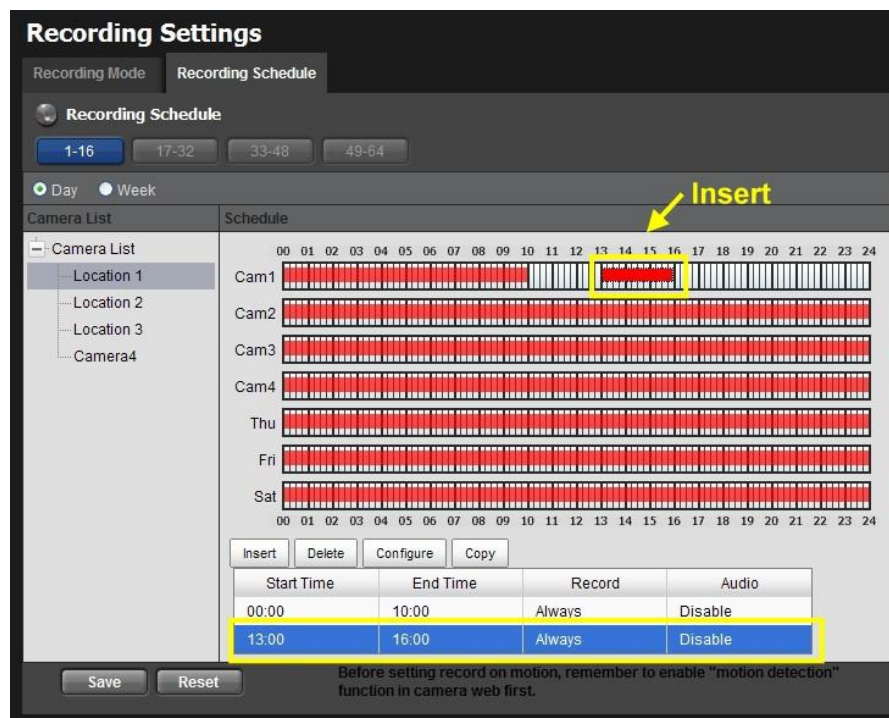 Recording Settings
Recording Mode Recording Schedule
Recording Schedule
1-16 17-32 33-48 49-64
Day Week
Insert
Camera List Schedule
Camera List
Location 1
Location 2
Location 3
Camera4
00 01 02 03 04 05 06 07 08 09 10 11 12 13 14 15 16 17 18 19 20 21 22 23 24
Cam1
Cam2
Cam3
Cam4
Thu
Fri
Sat
00 01 02 03 04 05 06 07 08 09 10 11 12 13 14 15 16 17 18 19 20 21 22 23 24
Insert Delete Configure Copy
Start Time End Time Record Audio
00:00 10:00 Always Disable
13:00 16:00 Always Disable
Save Reset
Before setting record on motion, remember to enable "motion detection"
function in camera web first.